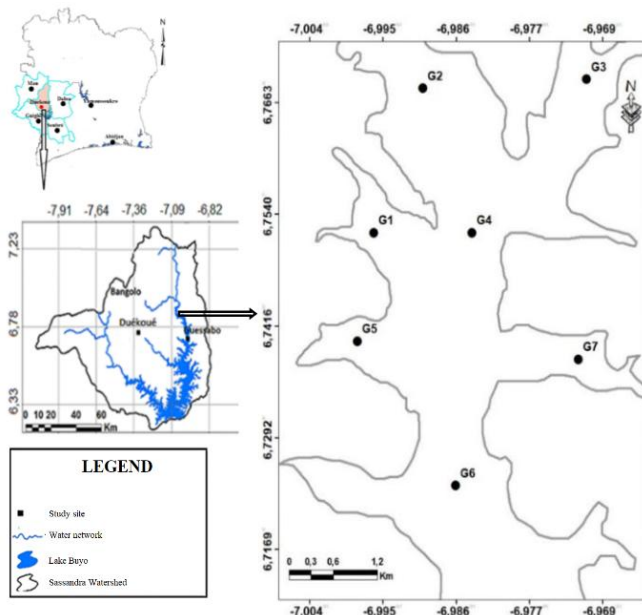 N
Man
Daloa
Abidjan
-7,91 -7,64 -7,36 -7,09 -6,82
7,23
6,78
6,33
Bangolo
Duékoué
Guessabo
0 10 20 40 60
Km
LEGEND
Study site
Water network
Lake Buyo
Sassandra Watershed
-7,004 -6,995 -6,986 -6,977 -6,969
6,7663
6,7540
6,7416
6,7292
6,7169
N
G2
G3
G1
G4
G5
G7
G6
0 0,3 0,6 1,2
Km
-7,004 -6,995 -6,986 -6,977 -6,969